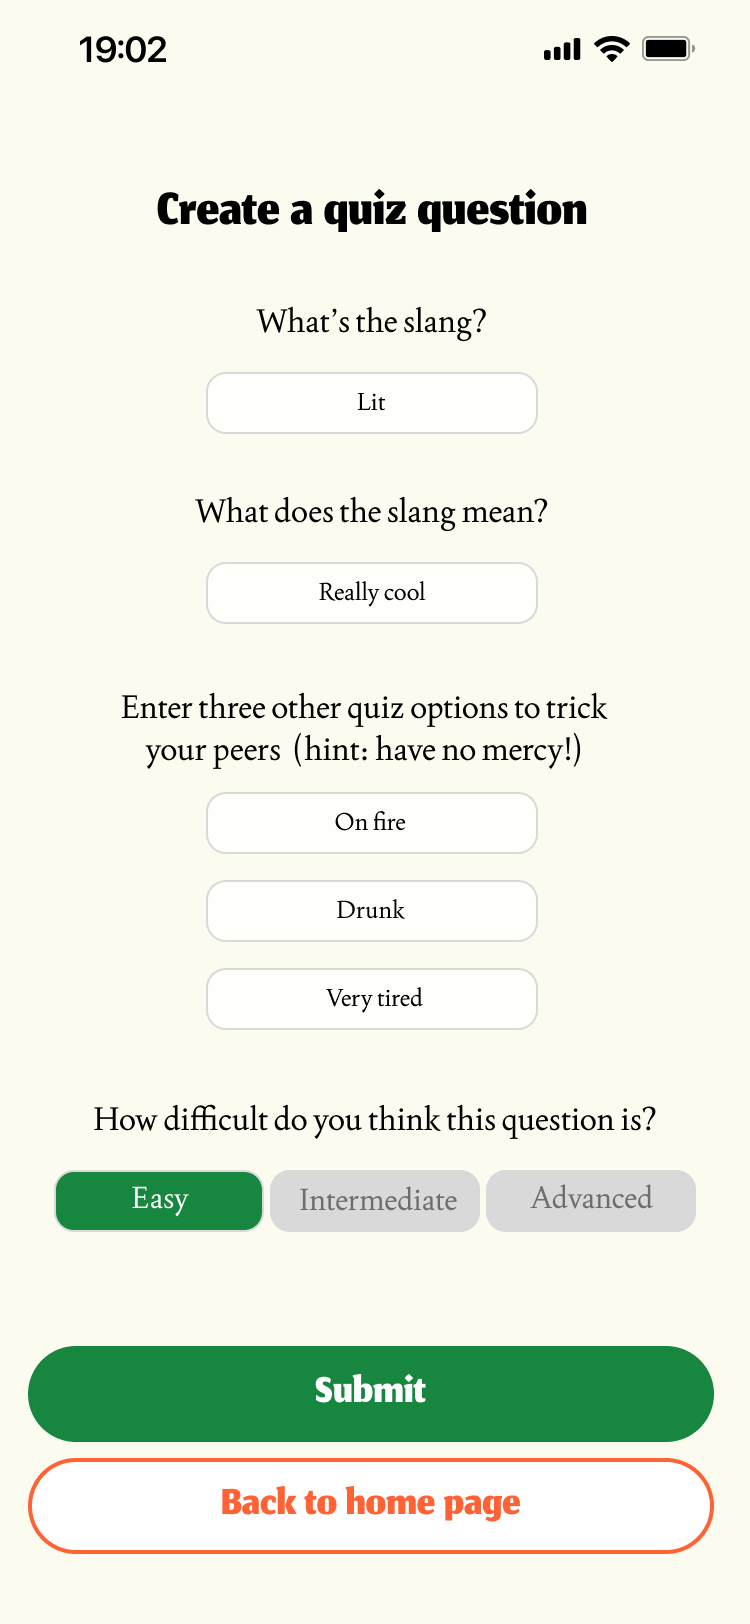 19:02
Create a quiz question
What’s the slang?
Lit
What does the slang mean?
Really cool
Enter three other quiz options to trick
your peers (hint: have no mercy!)
On fire
Drunk
Very tired
How difficult do you think this question is?
Easy Intermediate Advanced
Submit
Back to home page